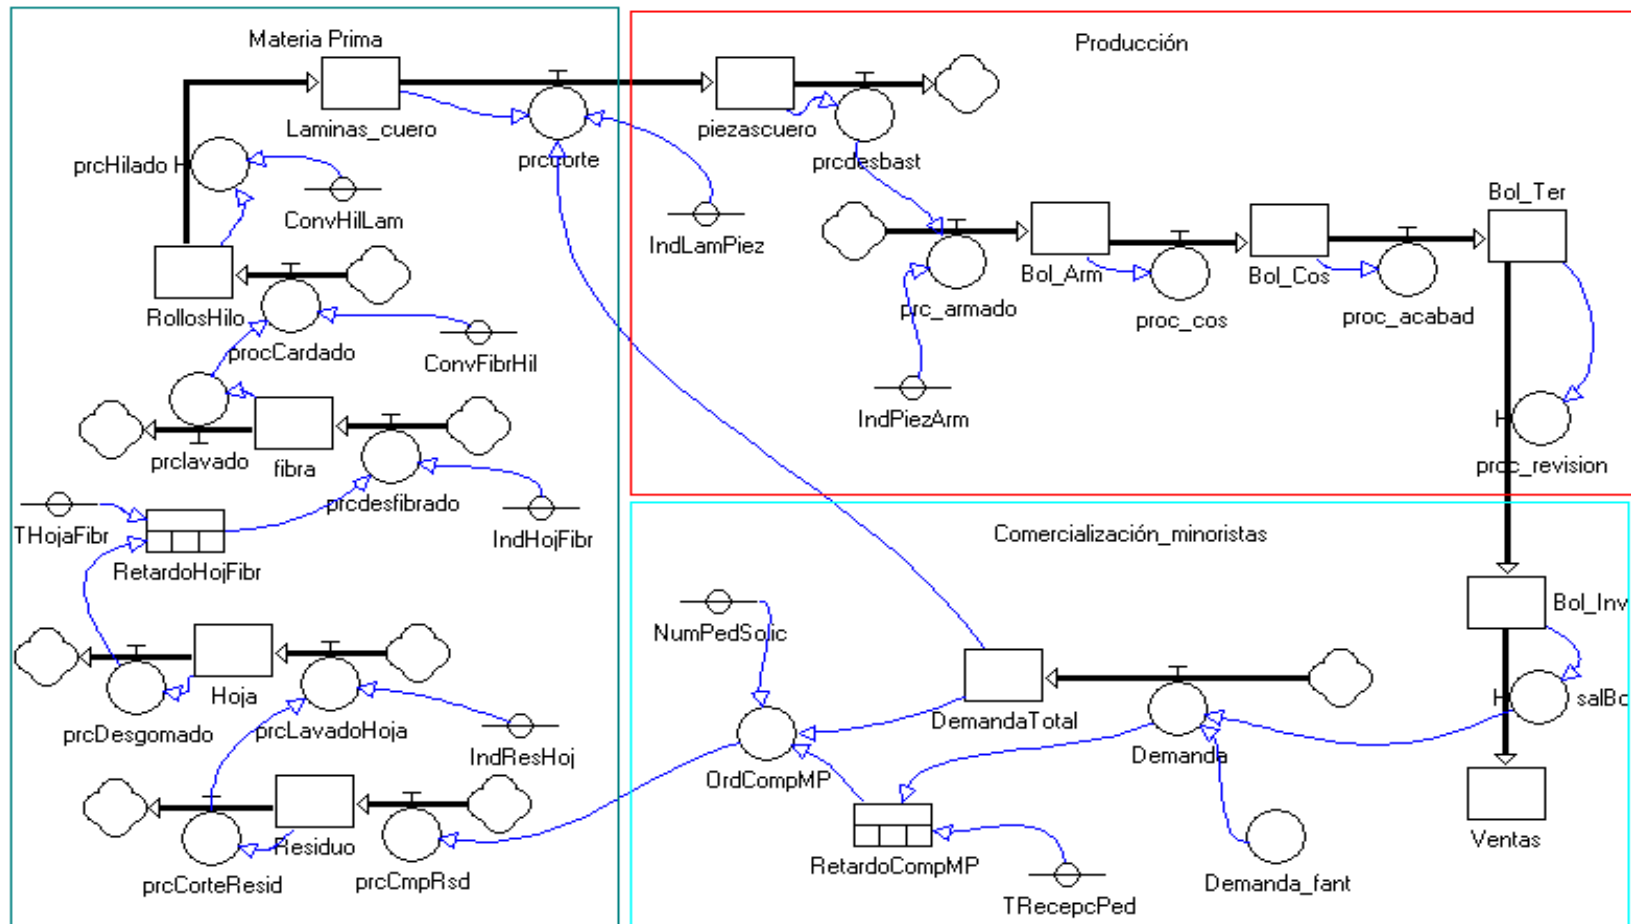 Materia Prima
Laminas_cuero
prcHilado
ConvHilLam
RollosHilo
procCardado
ConvFibrHil
prclavado
fibra
prcdesfibrado
THojaFibr
RetardoHojFibr
IndHojFibr
Hoja
prcDesgomado
prcLavadoHoja
IndResHoj
Residuo
prcCorteResid
prcCmpRsd
Producción
prccorte
piezascuero
prcdesbast
IndLamPiez
prc_armado
Bol_Arm
proc_cos
Bol_Cos
proc_acabad
Bol_Ter
IndPiezArm
proc_revision
Comercialización_minoristas
NumPedSolic
DemandaTotal
Demanda
Bol_Inv
salBo
OrdCompMP
RetardoCompMP
TRecepcPed
Demanda_fant
Ventas